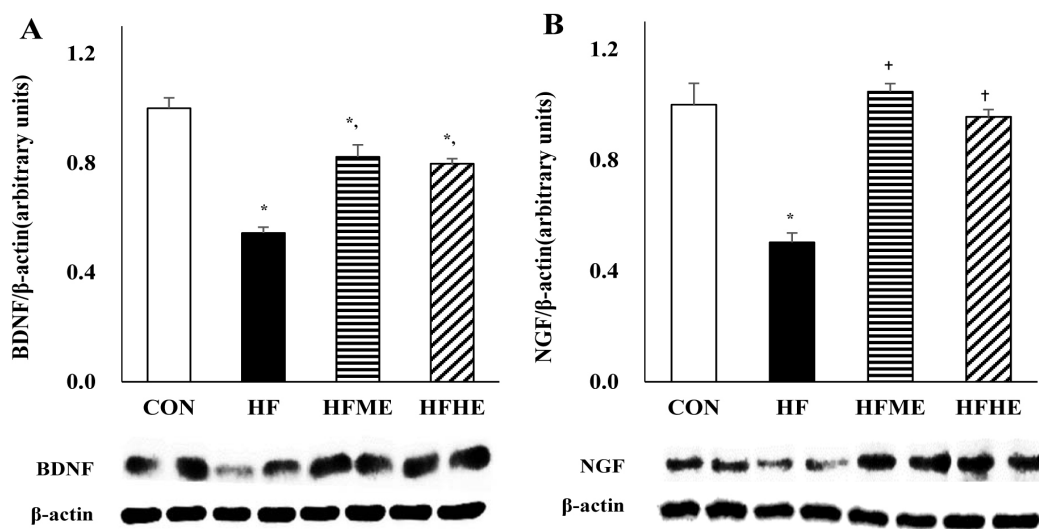 A
BDNF/β-actin(arbitrary units)
1.2
0.8
0.4
0.0
*
*,
*,
CON HF HFME HFHE
BDNF
β-actin
B
NGF/β-actin(arbitrary units)
1.2
0.8
0.4
0.0
*
†
†
CON HF HFME HFHE
NGF
β-actin